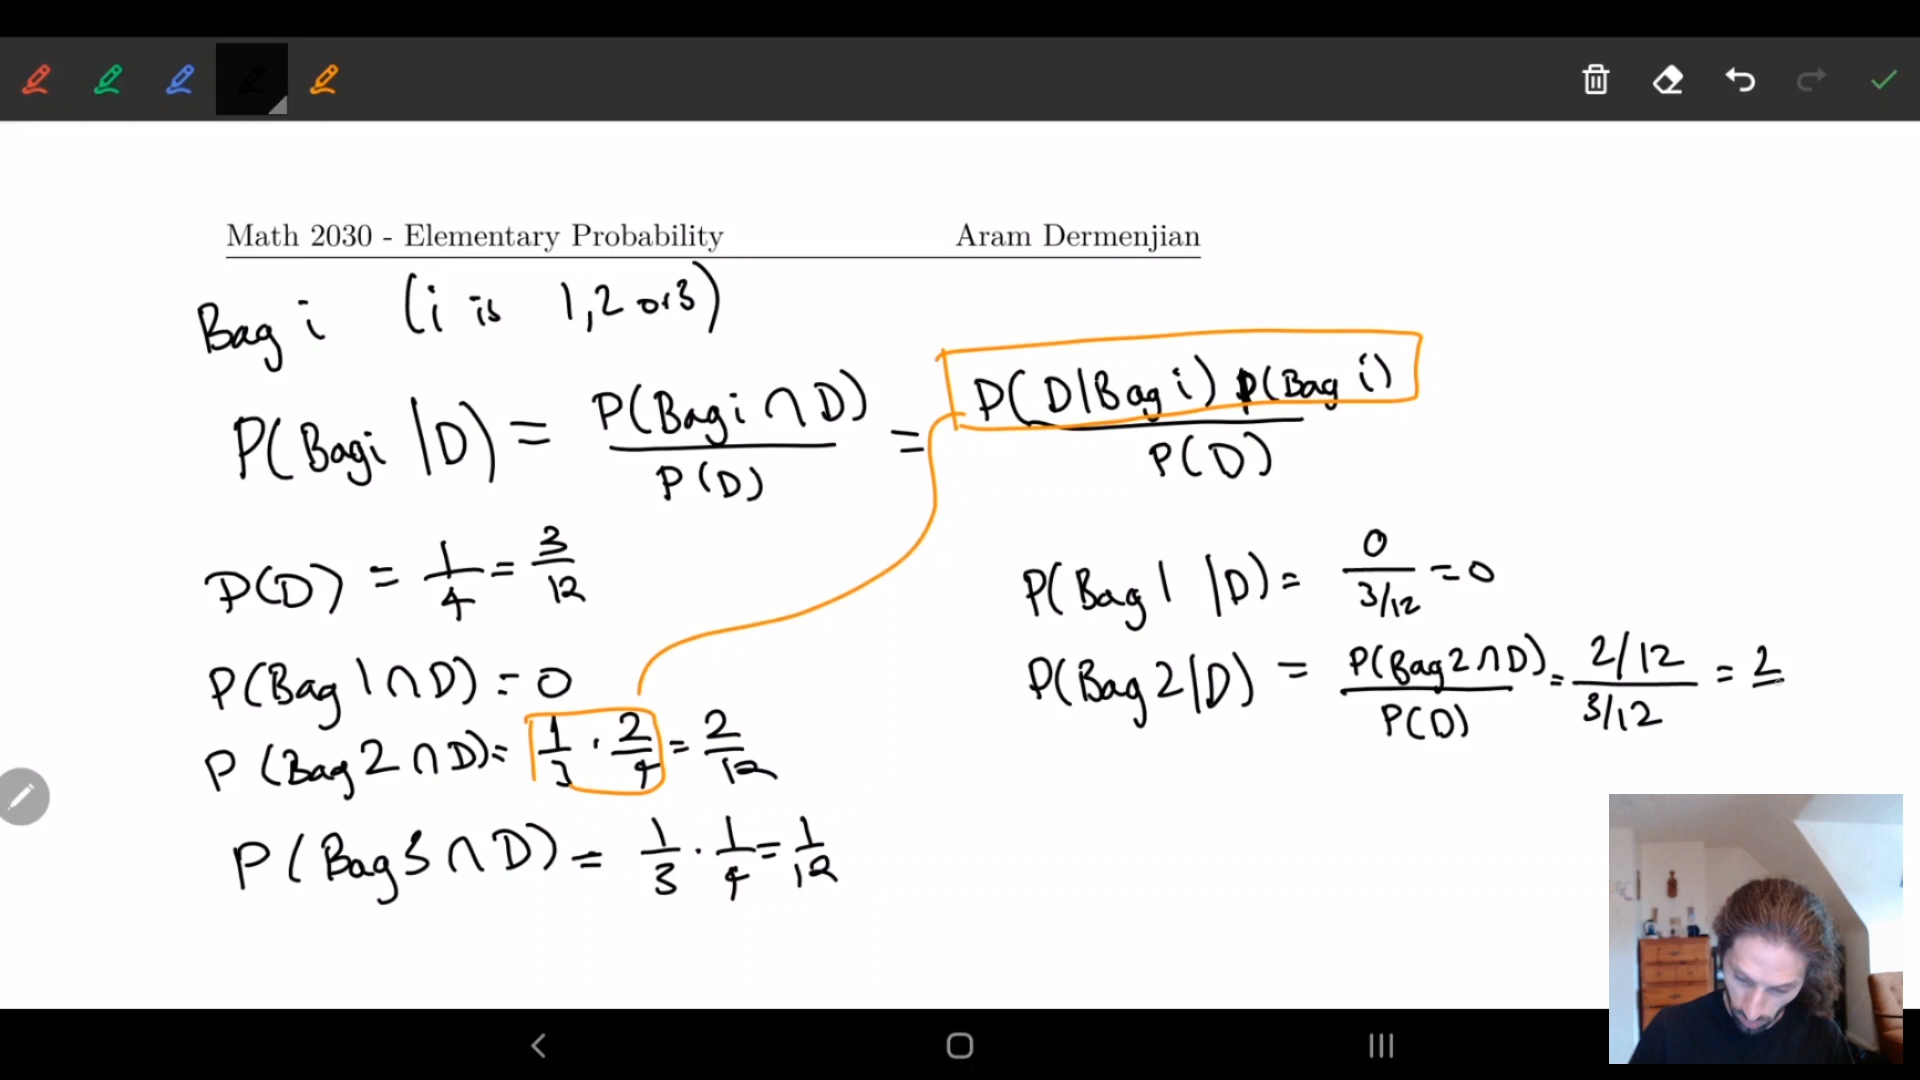 Math 2030 - Elementary Probability Aram Dermenjian
Bag i (i is 1,2 or 3)
P(Bag i | D) = P(Bag i ∩ D) / P(D) = P(D|Bag i) P(Bag i) / P(D)
P(D) = 1/4 = 3/12
P(Bag 1 ∩ D) = 0
P(Bag 2 ∩ D) = 1/3 · 2/4 = 2/12
P(Bag 3 ∩ D) = 1/3 · 1/4 = 1/12
P(Bag 1 | D) = 0 / 3/12 = 0
P(Bag 2 | D) = P(Bag 2 ∩ D) / P(D) = 2/12 / 3/12 = 2